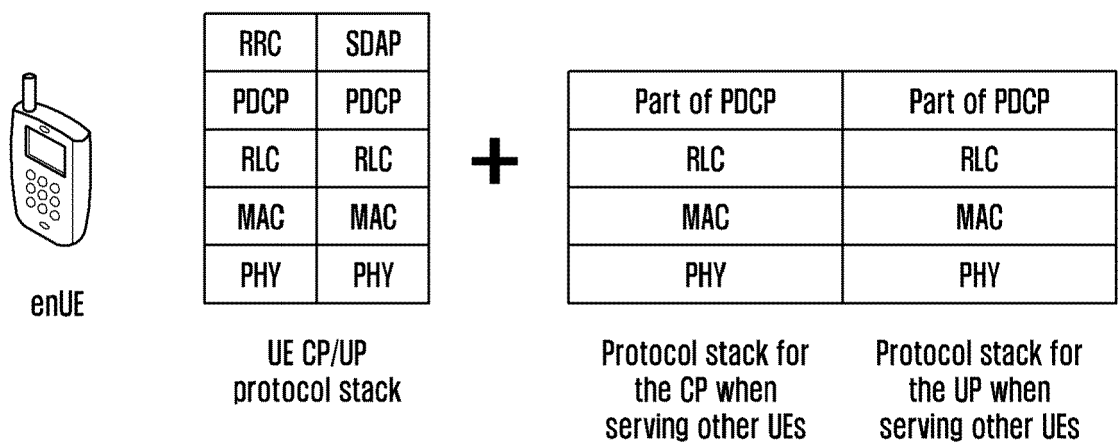 RRC SDAP
PDCP PDCP
RLC RLC
MAC MAC
PHY PHY
Part of PDCP Part of PDCP
RLC RLC
MAC MAC
PHY PHY
+
enUE
UE CP/UP
protocol stack
Protocol stack for
the CP when
serving other UEs
Protocol stack for
the UP when
serving other UEs